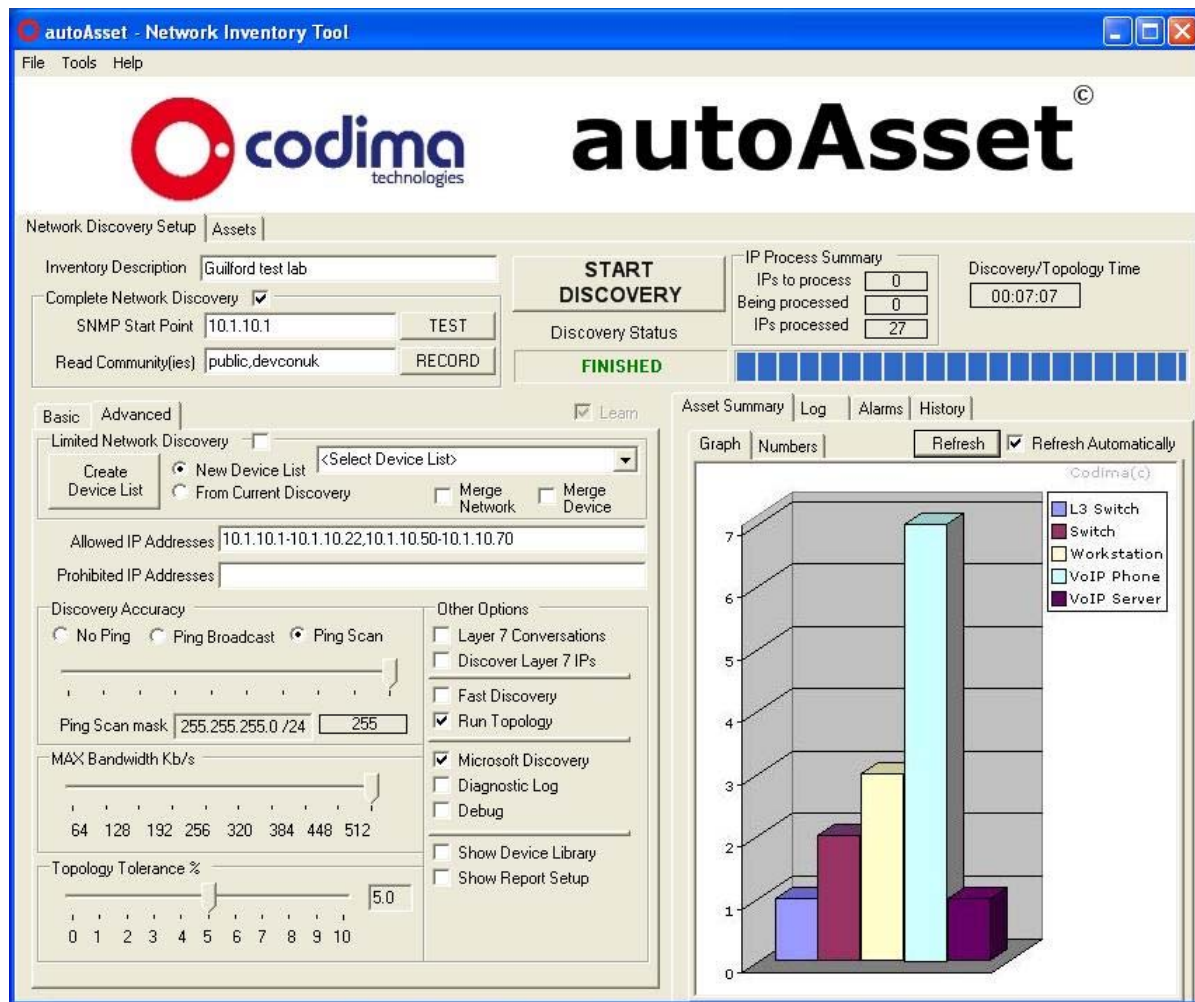 autoAsset - Network Inventory Tool
File Tools Help
codima
technologies
autoAsset©
Network Discovery Setup Assets
Inventory Description Guilford test lab
Complete Network Discovery
SNMP Start Point 10.1.10.1 TEST
Read Community(ies) public,devconuk RECORD
START
DISCOVERY
Discovery Status
FINISHED
IP Process Summary
IPs to process 0
Being processed 0
IPs processed 27
Discovery/Topology Time
00:07:07
Basic Advanced Learn
Limited Network Discovery
Create
Device List
New Device List <Select Device List>
From Current Discovery
Merge
Network
Merge
Device
Allowed IP Addresses 10.1.10.1-10.1.10.22,10.1.10.50-10.1.10.70
Prohibited IP Addresses
Discovery Accuracy
No Ping Ping Broadcast Ping Scan
Ping Scan mask 255.255.255.0 /24 255
MAX Bandwidth Kb/s
64 128 192 256 320 384 448 512
Topology Tolerance %
5.0
0 1 2 3 4 5 6 7 8 9 10
Other Options
Layer 7 Conversations
Discover Layer 7 IPs
Fast Discovery
Run Topology
Microsoft Discovery
Diagnostic Log
Debug
Show Device Library
Show Report Setup
Asset Summary Log Alarms History
Graph Numbers Refresh Refresh Automatically
Codima(c)
7
6
5
4
3
2
1
0
L3 Switch
Switch
Workstation
VoIP Phone
VoIP Server